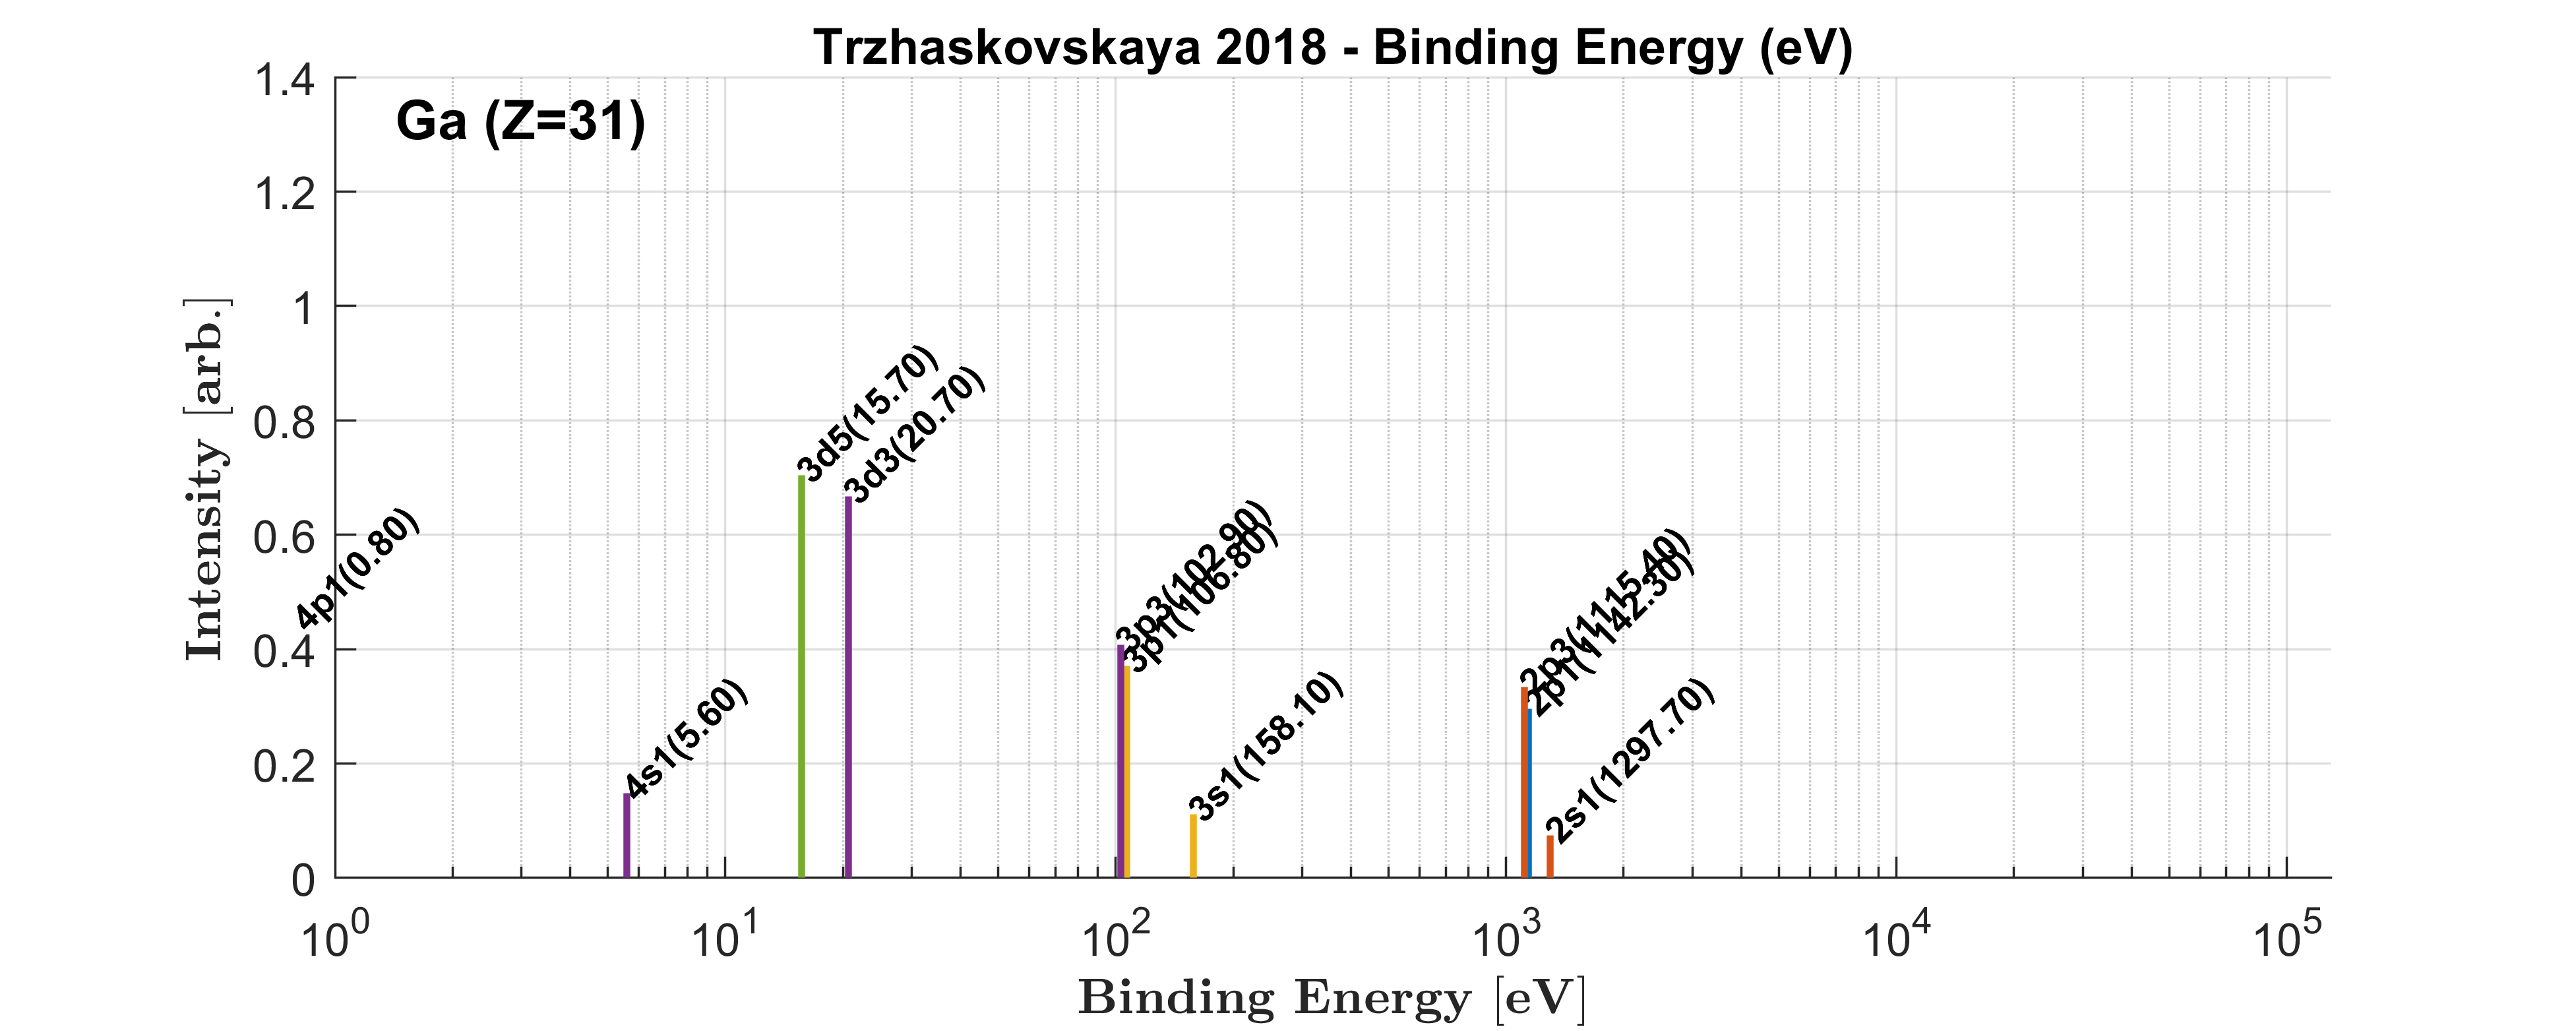 Trzhaskovskaya 2018 - Binding Energy (eV)
Ga (Z=31)
Intensity [arb.]
1.4
1.2
1
0.8
0.6
0.4
0.2
0
4p1(0.80)
4s1(5.60)
3d5(15.70)
3d3(20.70)
3p3(102.90)
3p1(106.80)
3s1(158.10)
2p3(1115.40)
2p1(1142.30)
2s1(1297.70)
10^0 10^1 10^2 10^3 10^4 10^5
Binding Energy [eV]